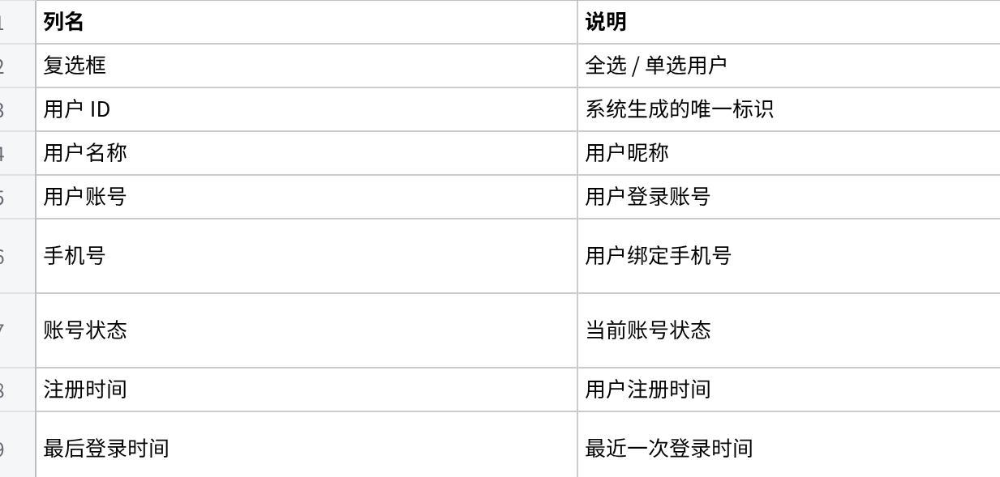 1 列名 说明
2 复选框 全选 / 单选用户
3 用户 ID 系统生成的唯一标识
4 用户名称 用户昵称
5 用户账号 用户登录账号
6 手机号 用户绑定手机号
7 账号状态 当前账号状态
8 注册时间 用户注册时间
9 最后登录时间 最近一次登录时间